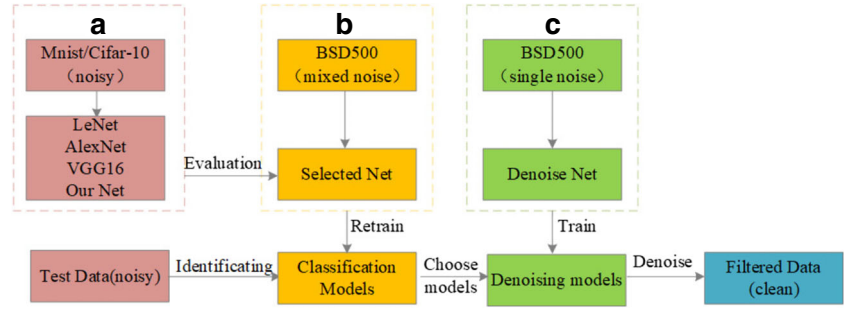 a
b
c
Mnist/Cifar-10
（noisy）
BSD500
（mixed noise）
BSD500
（single noise）
LeNet
AlexNet
VGG16
Our Net
Evaluation
Selected Net
Denoise Net
Retrain
Train
Test Data(noisy)
Identificating
Classification
Models
Choose
models
Denoising models
Denoise
Filtered Data
(clean)